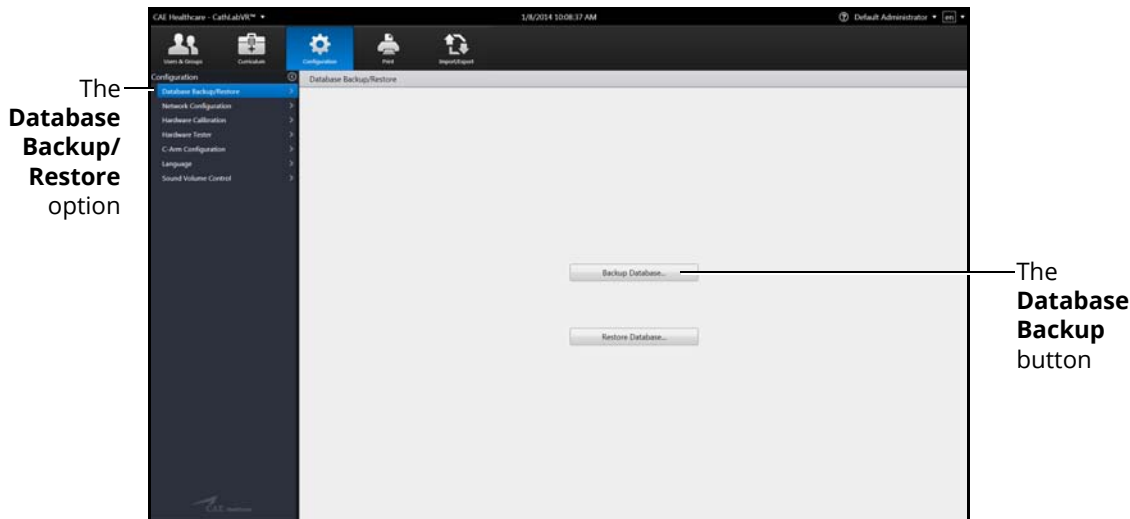 CAE Healthcare - CathLabVR™
1/8/2014 10:08:37 AM
Default Administrator
en
Users & Groups
Curriculum
Configuration
Print
Import/Export
Configuration
Database Backup/Restore
Database Backup/Restore
Network Configuration
Hardware Calibration
Hardware Tester
C-Arm Configuration
Language
Sound Volume Control
The
Database
Backup/
Restore
option
Backup Database...
Restore Database...
The
Database
Backup
button
CAE Healthcare